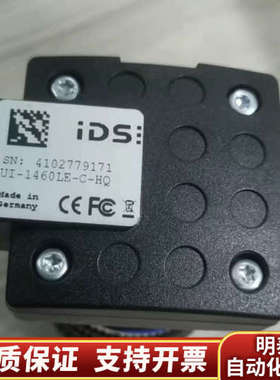 iDS:
SN: 4102779171
UI-1460LE-C-HQ
Made in
Germany
CE FC
质保证 支持开票
明泰
自动化